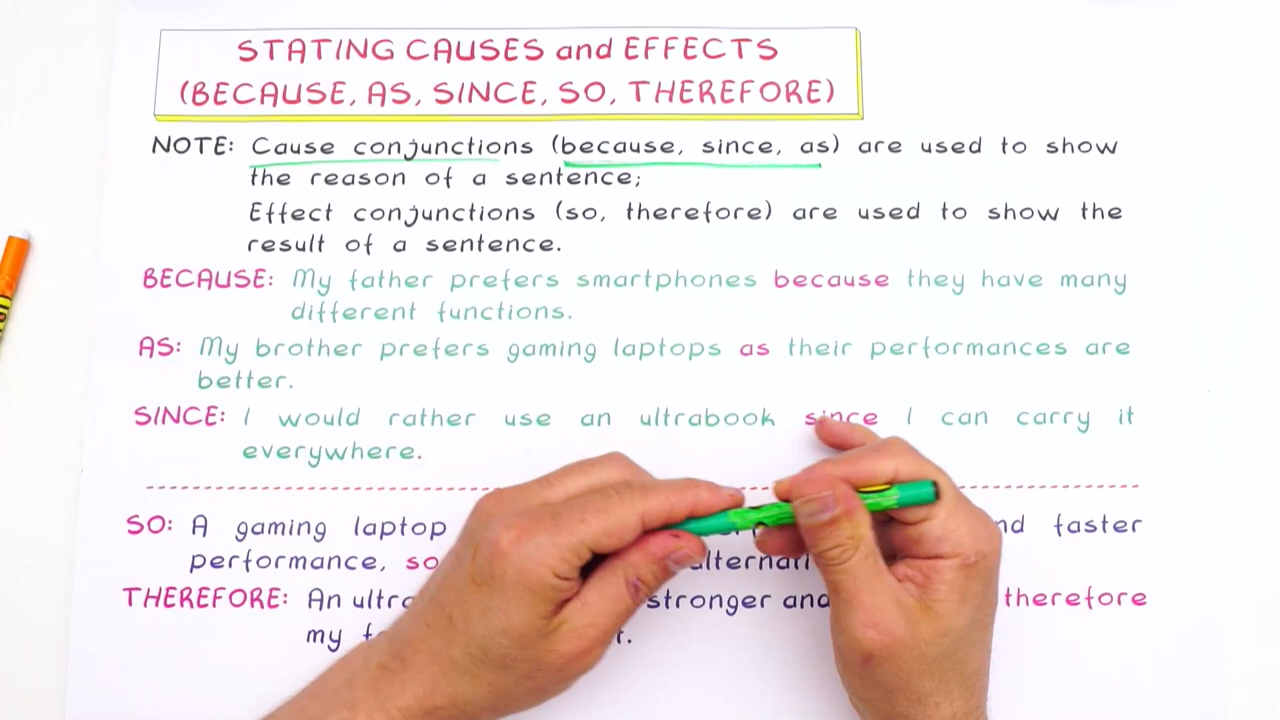 STATING CAUSES and EFFECTS
(BECAUSE, AS, SINCE, SO, THEREFORE)
NOTE: Cause conjunctions (because, since, as) are used to show
the reason of a sentence;
Effect conjunctions (so, therefore) are used to show the
result of a sentence.
BECAUSE: My father prefers smartphones because they have many
different functions.
AS: My brother prefers gaming laptops as their performances are
better.
SINCE: I would rather use an ultrabook since I can carry it
everywhere.
SO: A gaming laptop faster
performance, so
THEREFORE: An stronger and therefore
my